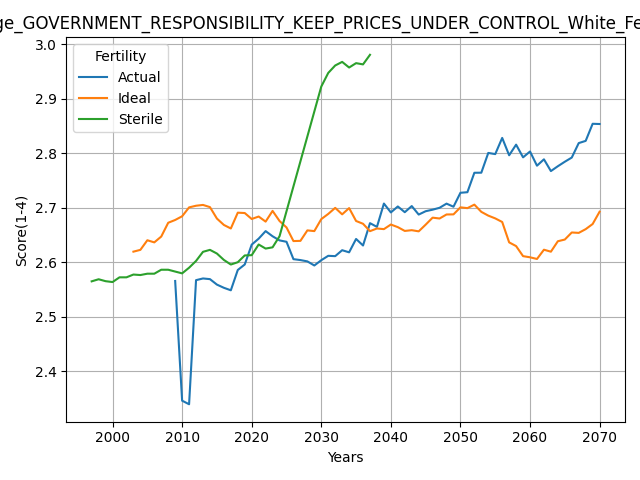 ge_GOVERNMENT_RESPONSIBILITY_KEEP_PRICES_UNDER_CONTROL_White_Fe
3.0
2.9
2.8
2.7
2.6
2.5
2.4
Score(1-4)
Fertility
Actual
Ideal
Sterile
2000 2010 2020 2030 2040 2050 2060 2070
Years